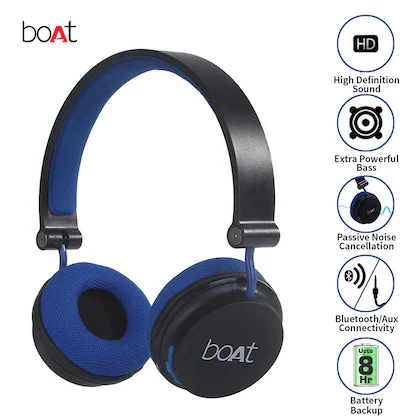 boAt
HD
High Definition
Sound
Extra Powerful
Bass
Passive Noise
Cancellation
Bluetooth/Aux
Connectivity
Upto
8
Hr
Battery
Backup
boAt